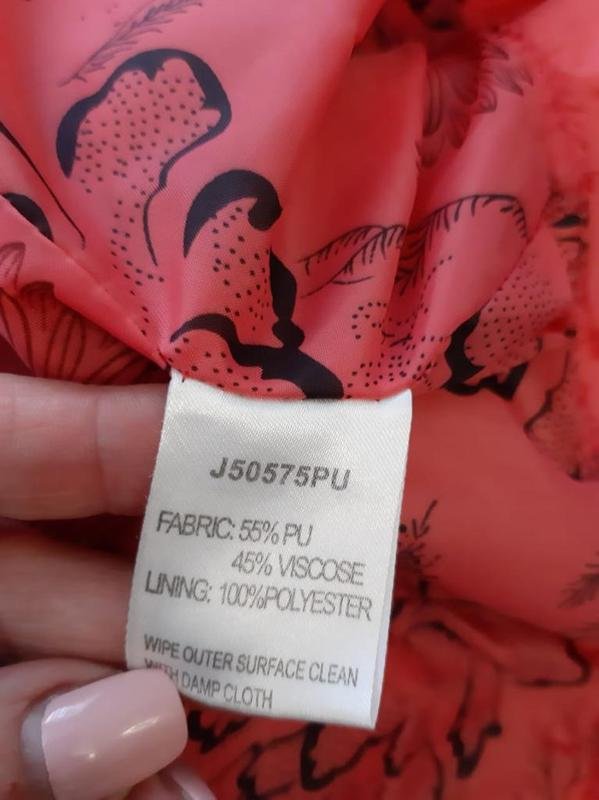 J50575PU
FABRIC: 55% PU
45% VISCOSE
LINING: 100%POLYESTER
WIPE OUTER SURFACE CLEAN
WITH DAMP CLOTH